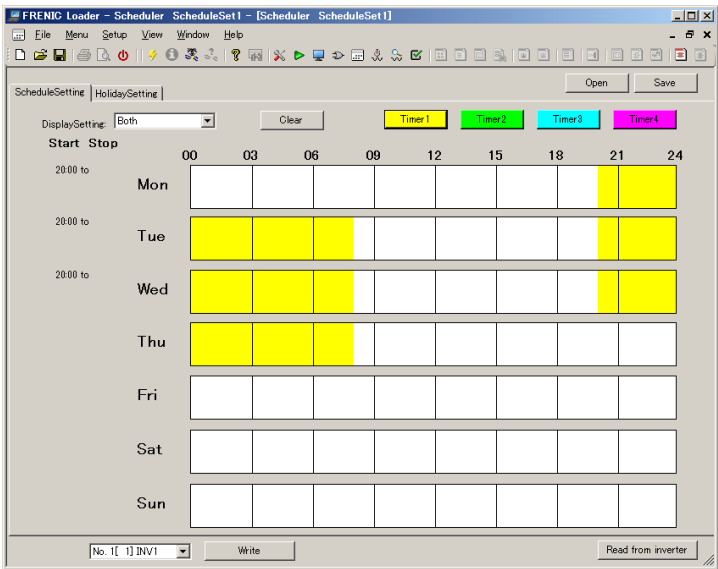 FRENIC Loader - Scheduler ScheduleSet1 - [Scheduler ScheduleSet1]
File Menu Setup View Window Help
Open Save
ScheduleSetting HolidaySetting
DisplaySetting: Both Clear Timer1 Timer2 Timer3 Timer4
Start Stop
00 03 06 09 12 15 18 21 24
20:00 to
Mon
20:00 to
Tue
20:00 to
Wed
Thu
Fri
Sat
Sun
No. 1[ 1] INV1 Write Read from inverter